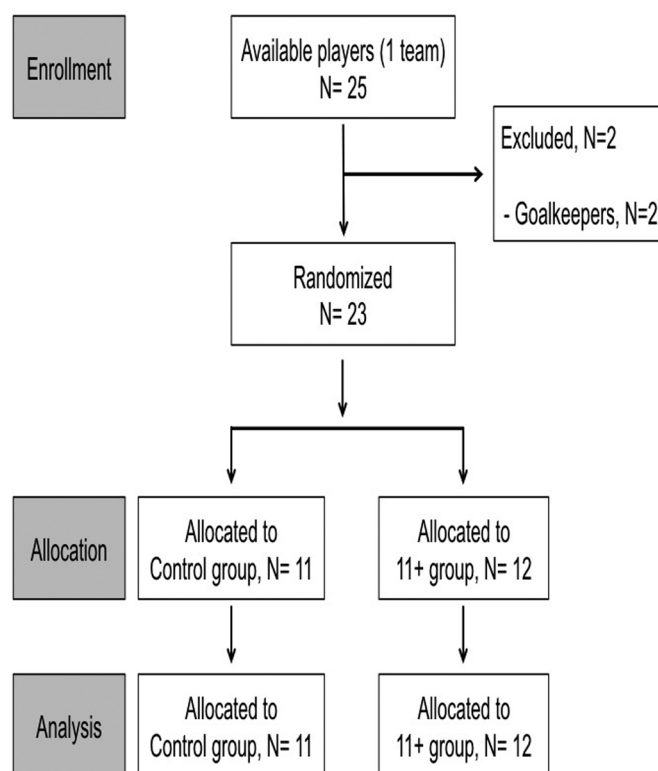 Enrollment
Available players (1 team)
N= 25
Excluded, N=2
- Goalkeepers, N=2
Randomized
N= 23
Allocation
Allocated to
Control group, N= 11
Allocated to
11+ group, N= 12
Analysis
Allocated to
Control group, N= 11
Allocated to
11+ group, N= 12